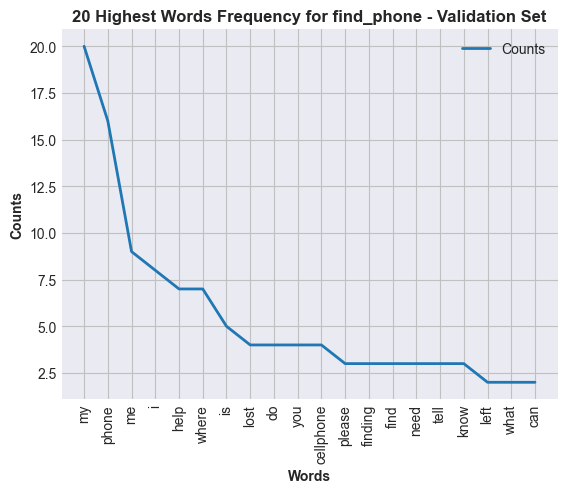 20 Highest Words Frequency for find_phone - Validation Set
Counts
20.0
17.5
15.0
12.5
10.0
7.5
5.0
2.5
Counts
my
phone
me
i
help
where
is
lost
do
you
cellphone
please
finding
find
need
tell
know
left
what
can
Words